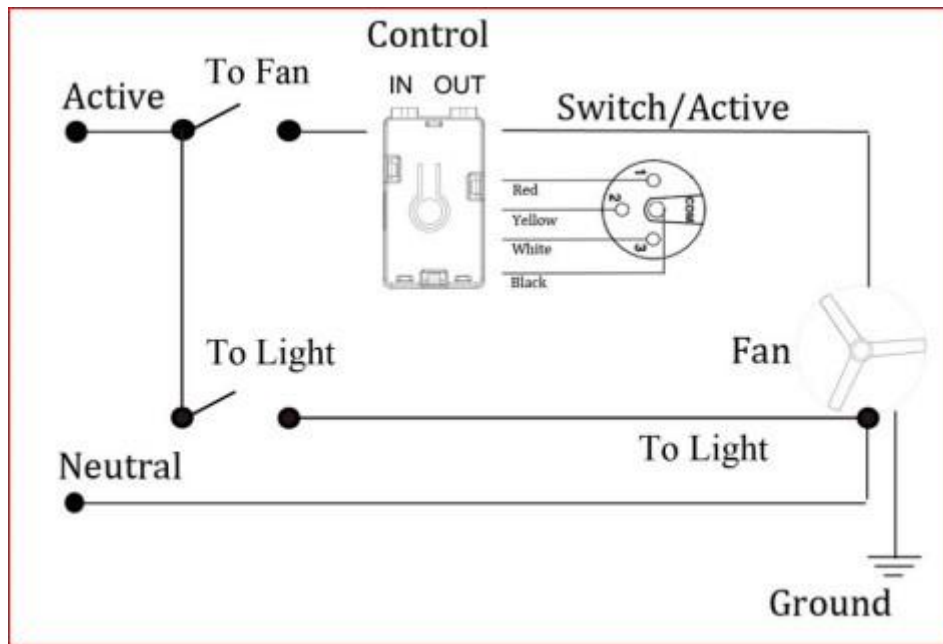 Control
To Fan
IN OUT
Active
Switch/Active
1
Red
2
COM
Yellow
White
3
Black
To Light
Fan
To Light
Neutral
Ground